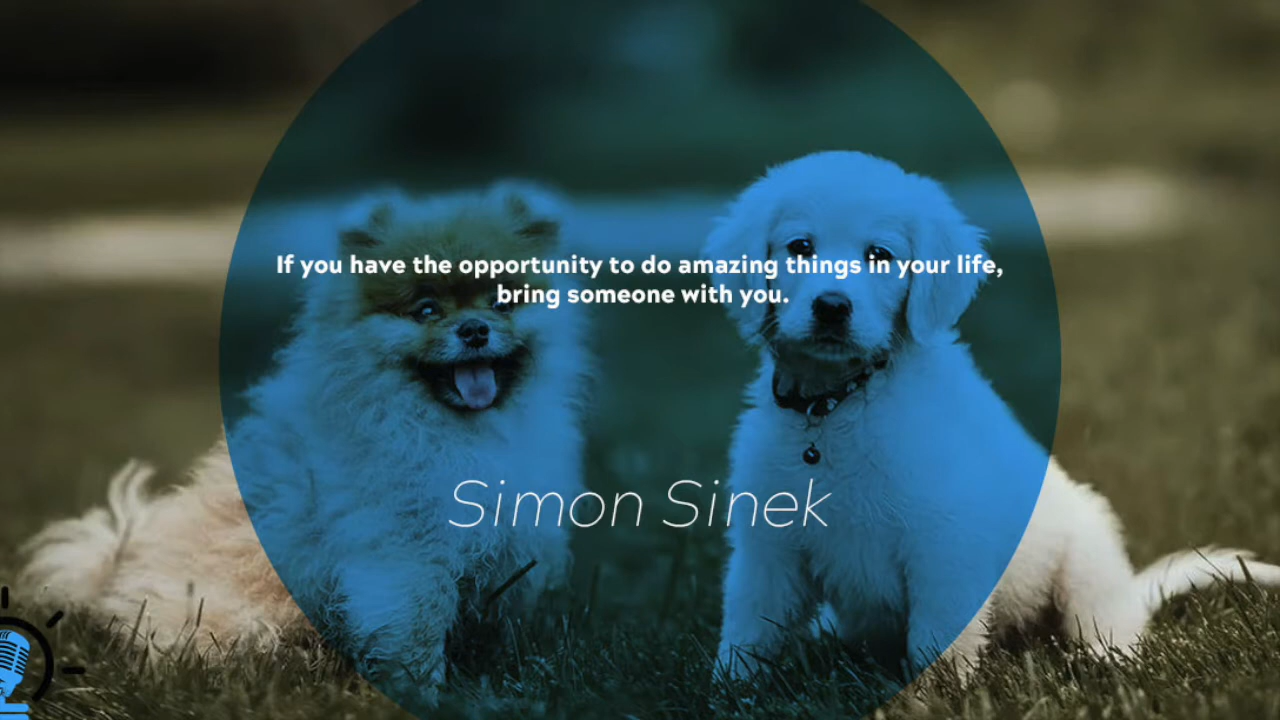 If you have the opportunity to do amazing things in your life,
bring someone with you.
Simon Sinek